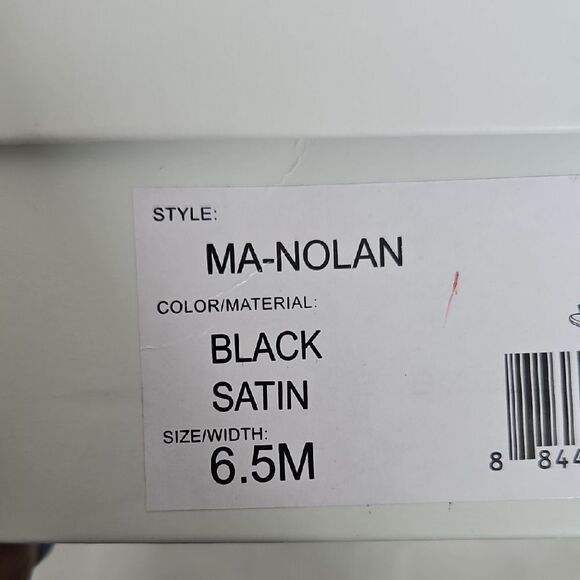 STYLE:
MA-NOLAN
COLOR/MATERIAL:
BLACK
SATIN
SIZE/WIDTH:
6.5M
8 844